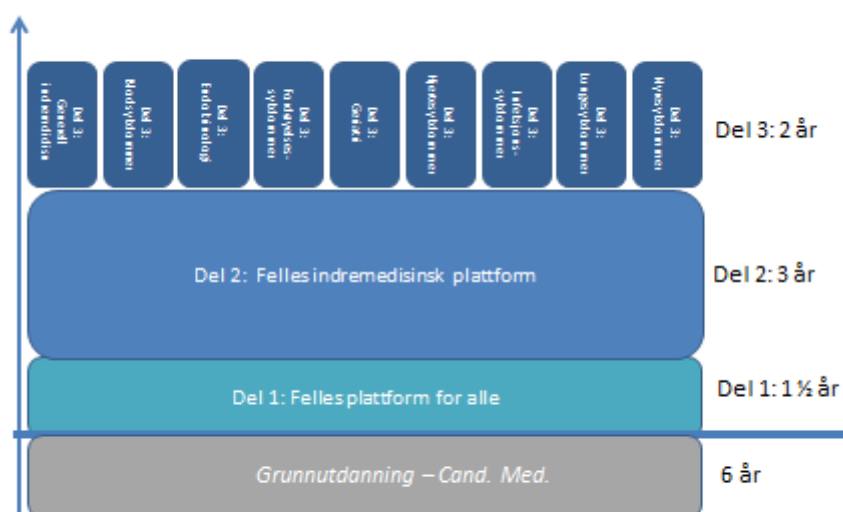 Del 3:
Generell
indremedisin
Del 3:
Blodsykdommer
Del 3:
Endokrinologi
Del 3:
Fordøyelses-
sykdommer
Del 3:
Geriatri
Del 3:
Hjertesykdommer
Del 3:
Infeksjons-
sykdommer
Del 3:
Lungesykdommer
Del 3:
Nyresykdommer
Del 3: 2 år
Del 2: Felles indremedisinsk plattform
Del 2: 3 år
Del 1: Felles plattform for alle
Del 1: 1 ½ år
Grunnutdanning – Cand. Med.
6 år